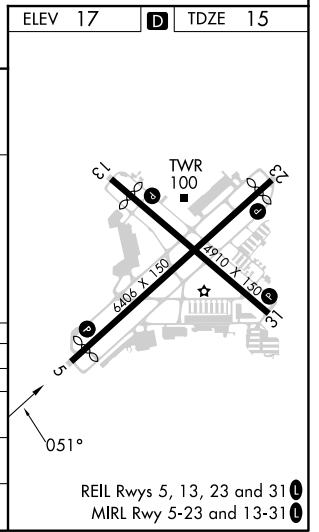 ELEV 17 D TDZE 15
13
TWR
100
23
P
P
4910 X 150
6406 X 150
P
31
P
5
051°
REIL Rwys 5, 13, 23 and 31 L
MIRL Rwy 5-23 and 13-31 L